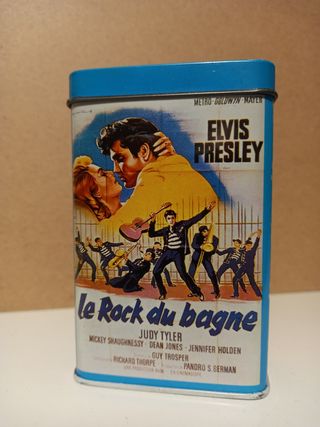 METRO-GOLDWYN-MAYER
ELVIS
PRESLEY
le Rock du bagne
JUDY TYLER
MICKEY SHAUGHNESSY - DEAN JONES - JENNIFER HOLDEN
GUY TROSPER
RICHARD THORPE PANDRO S. BERMAN